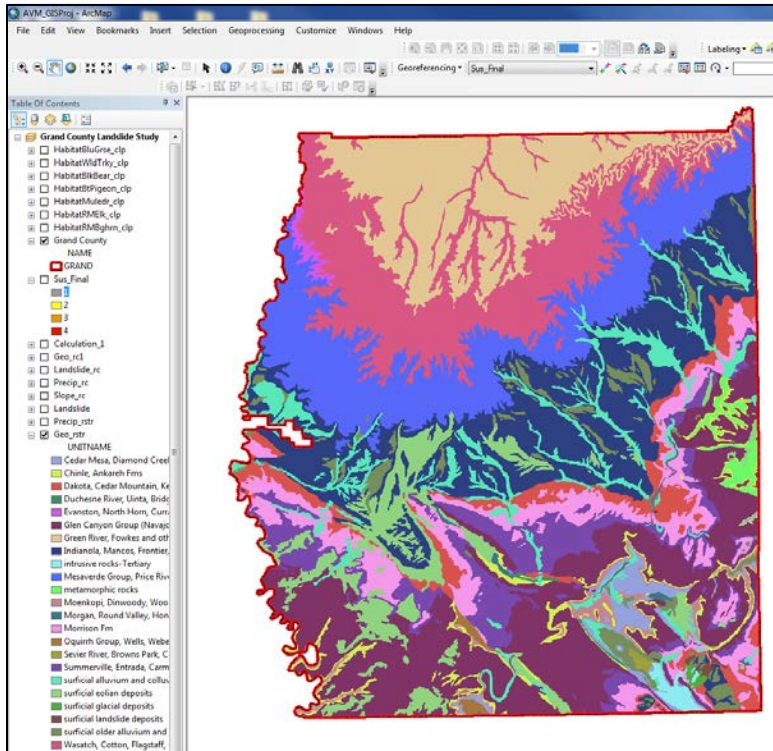 AVM_GISProj - ArcMap
File Edit View Bookmarks Insert Selection Geoprocessing Customize Windows Help
Labeling
Georeferencing Sus_Final
Table Of Contents
Grand County Landslide Study
HabitatBluGrse_clp
HabitatWldTrky_clp
HabitatBlkBear_clp
HabitatBtPigeon_clp
HabitatMuledr_clp
HabitatRMElk_clp
HabitatRMBghrn_clp
Grand County
NAME
GRAND
Sus_Final
1
2
3
4
Calculation_1
Geo_rc1
Landslide_rc
Precip_rc
Slope_rc
Landslide
Precip_rstr
Geo_rstr
UNITNAME
Cedar Mesa, Diamond Creel
Chinle, Ankareh Fms
Dakota, Cedar Mountain, Ke
Duchesne River, Uinta, Bridg
Evanston, North Horn, Curr
Glen Canyon Group (Navajo
Green River, Fowkes and oth
Indianola, Mancos, Frontier,
intrusive rocks-Tertiary
Mesaverde Group, Price Rive
metamorphic rocks
Moenkopi, Dinwoody, Woo
Morgan, Round Valley, Hon
Morrison Fm
Oquirrh Group, Wells, Webe
Sevier River, Browns Park, C
Summerville, Entrada, Carm
surficial alluvium and colluv
surficial eolian deposits
surficial glacial deposits
surficial landslide deposits
surficial older alluvium and
Wasatch, Cotton, Flagstaff,